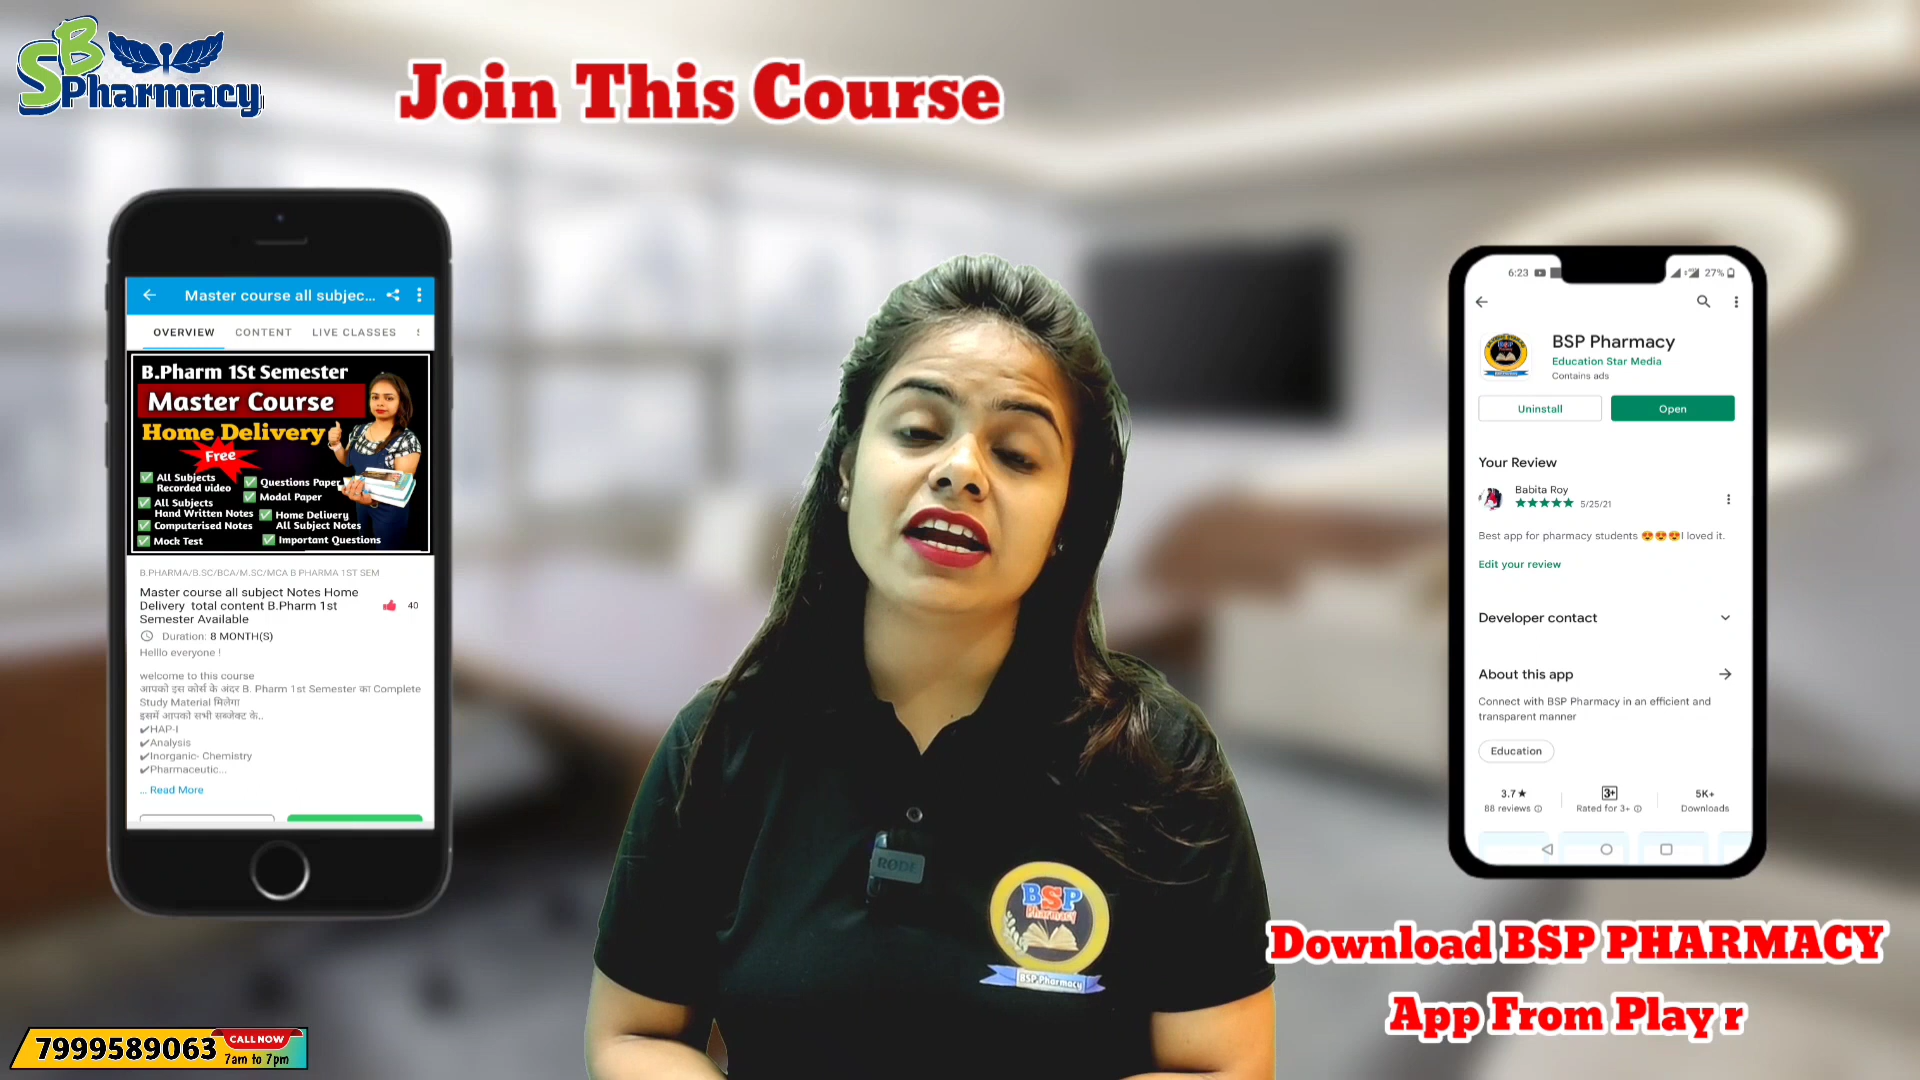 SB Pharmacy
Join This Course
Master course all subjec...
OVERVIEW CONTENT LIVE CLASSES
B.Pharm 1St Semester
Master Course
Home Delivery
Free
✅ All Subjects Recorded video
✅ All Subjects Hand Written Notes
✅ Computerised Notes
✅ Mock Test
✅ Questions Paper
✅ Modal Paper
✅ Home Delivery All Subject Notes
✅ Important Questions
B.PHARMA/B.SC/BCA/M.SC/MCA B PHARMA 1ST SEM
Master course all subject Notes Home
Delivery total content B.Pharm 1st
Semester Available
40
Duration: 8 MONTH(S)
Helllo everyone !
welcome to this course
आपको इस कोर्स के अंदर B. Pharm 1st Semester का Complete
Study Material मिलेगा
इसमें आपको सभी सब्जेक्ट के..
✔HAP-I
✔Analysis
✔Inorganic- Chemistry
✔Pharmaceutic...
... Read More
6:23 27%
BSP Pharmacy
Education Star Media
Contains ads
Uninstall Open
Your Review
Babita Roy
★★★★★ 5/25/21
Best app for pharmacy students 😍😍😍I loved it.
Edit your review
Developer contact
About this app
Connect with BSP Pharmacy in an efficient and
transparent manner
Education
3.7★ 3+ 5K+
88 reviews Rated for 3+ Downloads
RØDE
BSP
Pharmacy
BSP Pharmacy
Download BSP PHARMACY
App From Play r
7999589063
CALL NOW
7am to 7pm